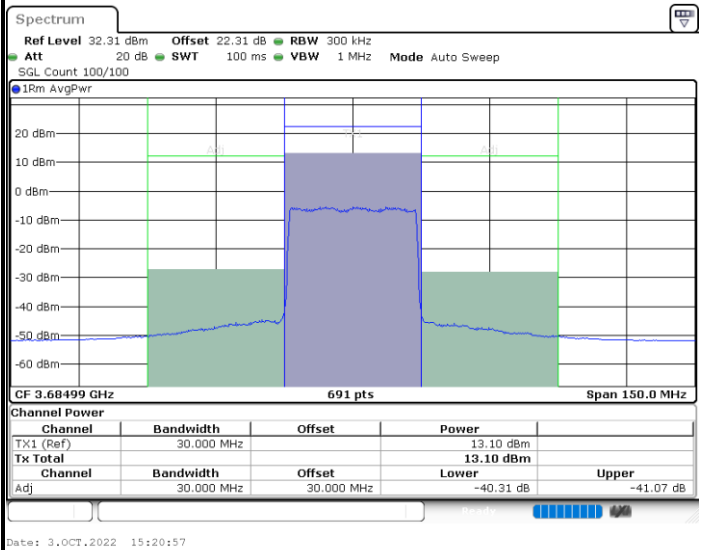 Spectrum
Ref Level 32.31 dBm Offset 22.31 dB RBW 300 kHz
Att 20 dB SWT 100 ms VBW 1 MHz Mode Auto Sweep
SGL Count 100/100
1Rm AvgPwr
TX1
20 dBm
Adj Adj
10 dBm
0 dBm
-10 dBm
-20 dBm
-30 dBm
-40 dBm
-50 dBm
-60 dBm
CF 3.68499 GHz 691 pts Span 150.0 MHz
Channel Power
Channel Bandwidth Offset Power
TX1 (Ref) 30.000 MHz 13.10 dBm
Tx Total 13.10 dBm
Channel Bandwidth Offset Lower Upper
Adj 30.000 MHz 30.000 MHz -40.31 dB -41.07 dB
Ready
Date: 3.OCT.2022 15:20:57